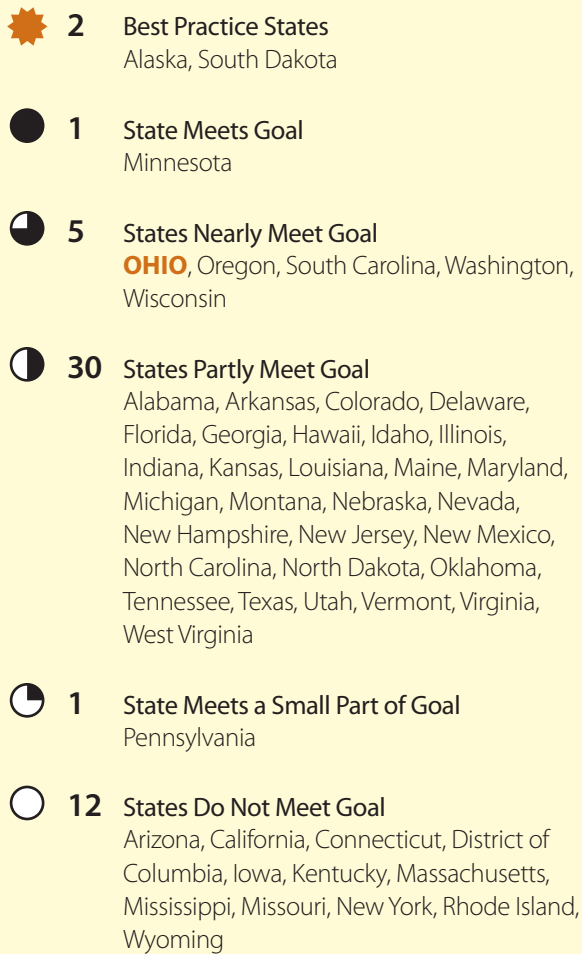 2 Best Practice States
Alaska, South Dakota
1 State Meets Goal
Minnesota
5 States Nearly Meet Goal
OHIO, Oregon, South Carolina, Washington,
Wisconsin
30 States Partly Meet Goal
Alabama, Arkansas, Colorado, Delaware,
Florida, Georgia, Hawaii, Idaho, Illinois,
Indiana, Kansas, Louisiana, Maine, Maryland,
Michigan, Montana, Nebraska, Nevada,
New Hampshire, New Jersey, New Mexico,
North Carolina, North Dakota, Oklahoma,
Tennessee, Texas, Utah, Vermont, Virginia,
West Virginia
1 State Meets a Small Part of Goal
Pennsylvania
12 States Do Not Meet Goal
Arizona, California, Connecticut, District of
Columbia, Iowa, Kentucky, Massachusetts,
Mississippi, Missouri, New York, Rhode Island,
Wyoming